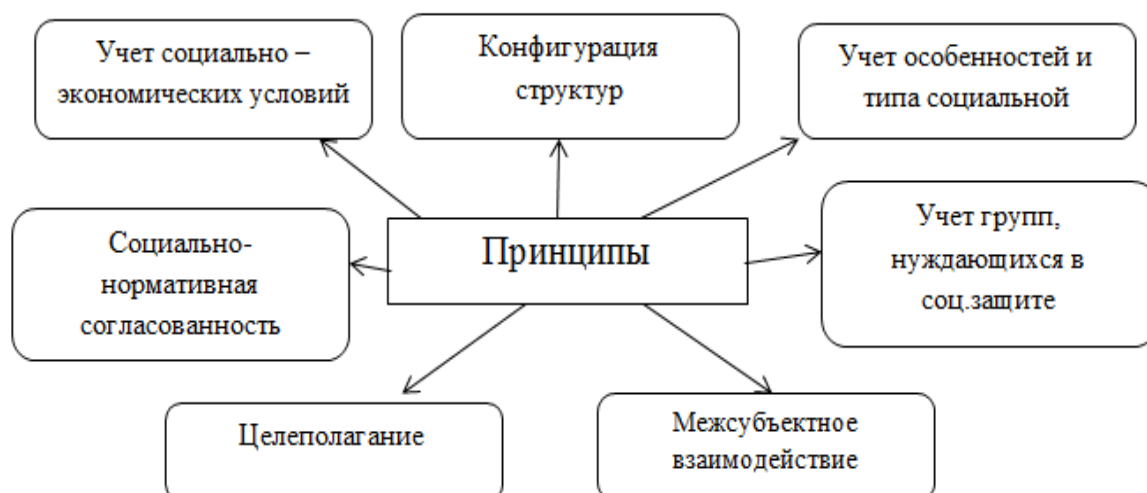 Учет социально –
экономических условий
Конфигурация
структур
Учет особенностей и
типа социальной
Социально-
нормативная
согласованность
Принципы
Учет групп,
нуждающихся в
соц.защите
Целеполагание
Межсубъектное
взаимодействие